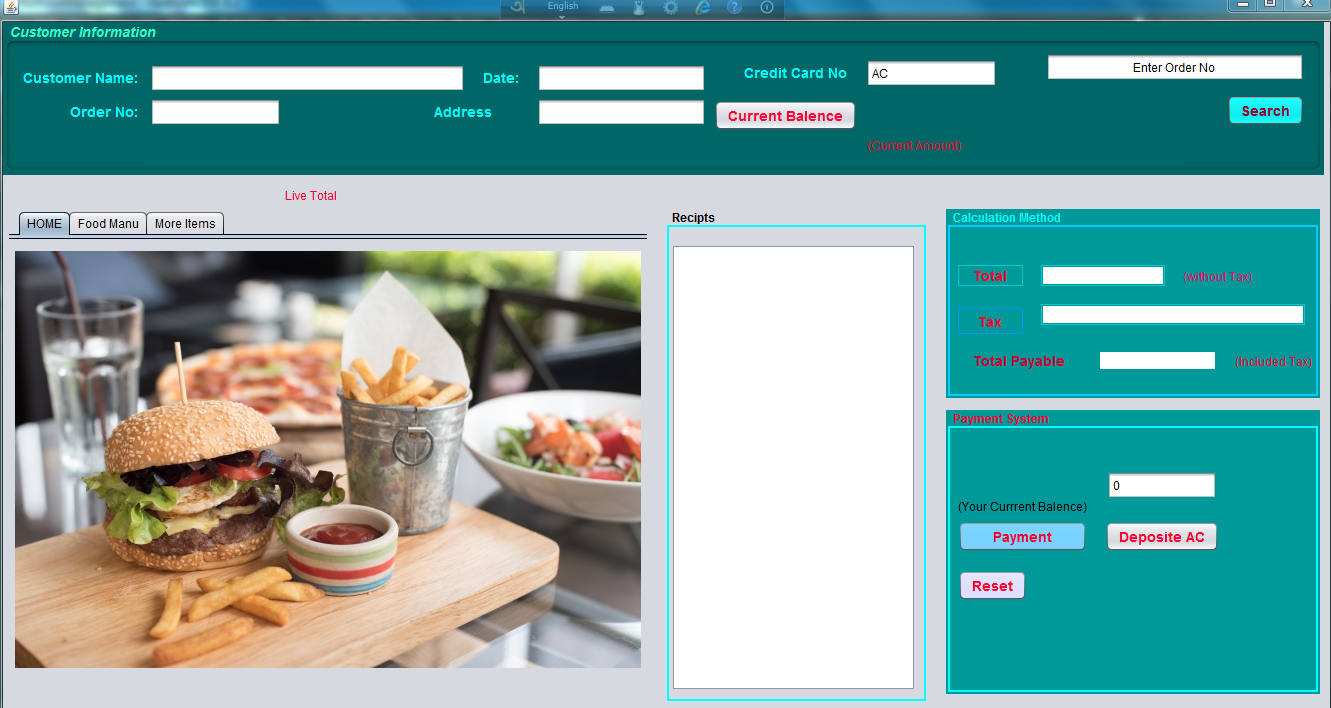 English
Customer Information
Customer Name:
Date:
Credit Card No
AC
Enter Order No
Order No:
Address
Current Balence
Search
(Current Amount)
Live Total
HOME
Food Manu
More Items
Recipts
Calculation Method
Total
(without Tax)
Tax
Total Payable
(Included Tax)
Payment System
0
(Your Currrent Balence)
Payment
Deposite AC
Reset